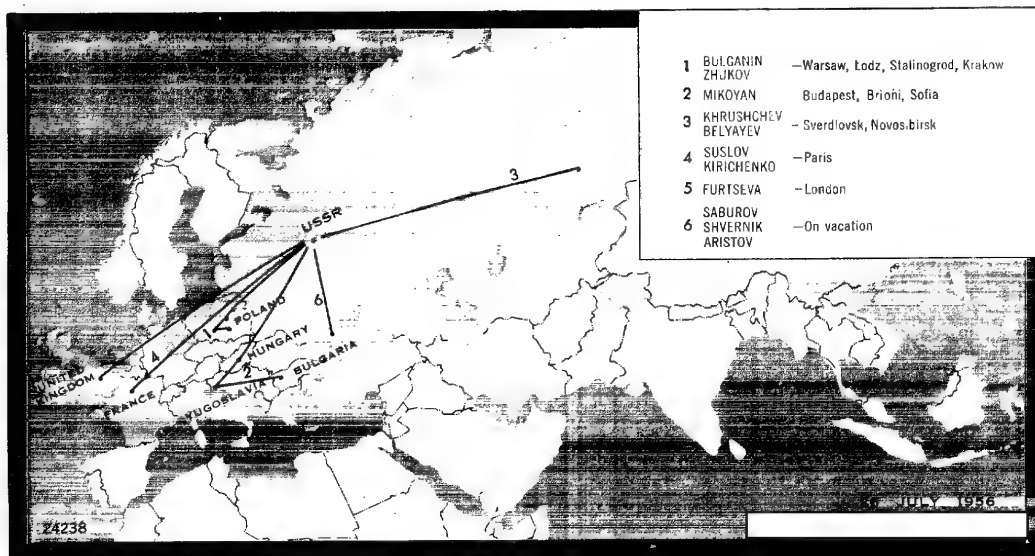 1 BULGANIN
ZHUKOV —Warsaw, Łodz, Stalinogrod, Krakow
2 MIKOYAN Budapest, Brioni, Sofia
3 KHRUSHCHEV
BELYAYEV —Sverdlovsk, Novosibirsk
4 SUSLOV
KIRICHENKO —Paris
5 FURTSEVA —London
SABUROV
6 SHVERNIK —On vacation
ARISTOV
3
USSR
6
POLAND
1
HUNGARY
4
BULGARIA
2
UNITED
KINGDOM
FRANCE
YUGOSLAVIA
JULY 1956
24238